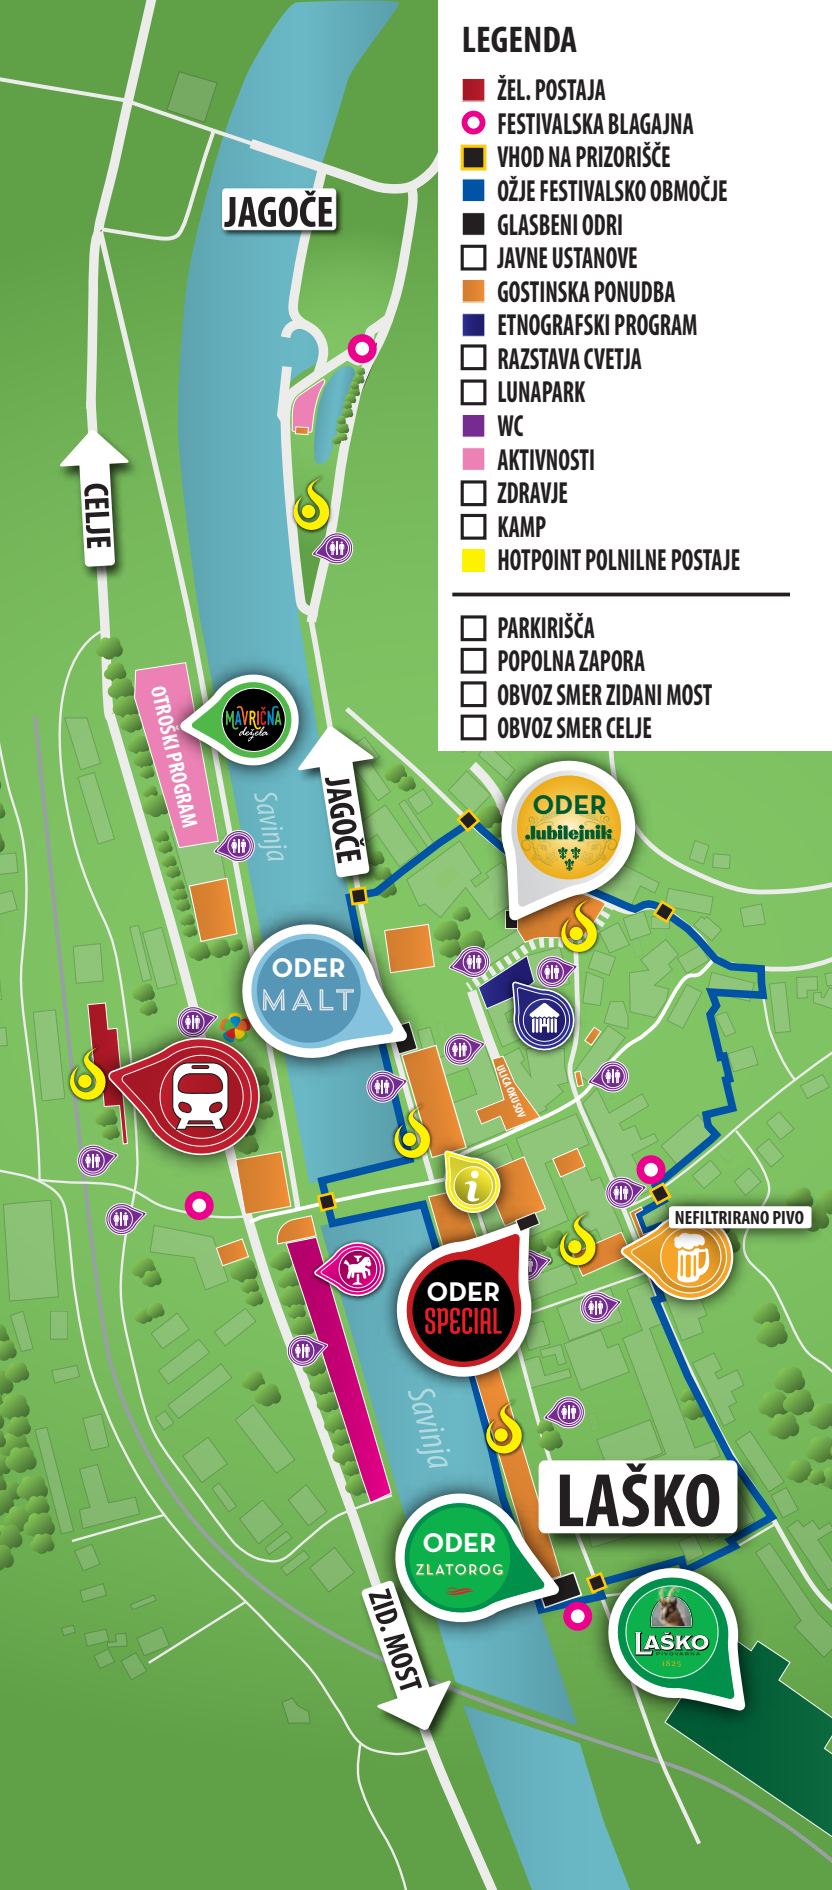 LEGENDA
ŽEL. POSTAJA
FESTIVALSKA BLAGAJNA
VHOD NA PRIZORIŠČE
OŽJE FESTIVALSKO OBMOČJE
GLASBENI ODRI
JAVNE USTANOVE
GOSTINSKA PONUDBA
ETNOGRAFSKI PROGRAM
RAZSTAVA CVETJA
LUNAPARK
WC
AKTIVNOSTI
ZDRAVJE
KAMP
HOTPOINT POLNILNE POSTAJE
PARKIRIŠČA
POPOLNA ZAPORA
OBVOZ SMER ZIDANI MOST
OBVOZ SMER CELJE
JAGOČE
CELJE
OTROŠKI PROGRAM
MAVRIČNA
dežela
JAGOČE
Savinja
ODER
Jubilejnik
ODER
MALT
ULICA OKUSOV
i
NEFILTRIRANO PIVO
ODER
SPECIAL
Savinja
LAŠKO
ODER
ZLATOROG
ZID. MOST
LAŠKO
PIVOVARNA
1825